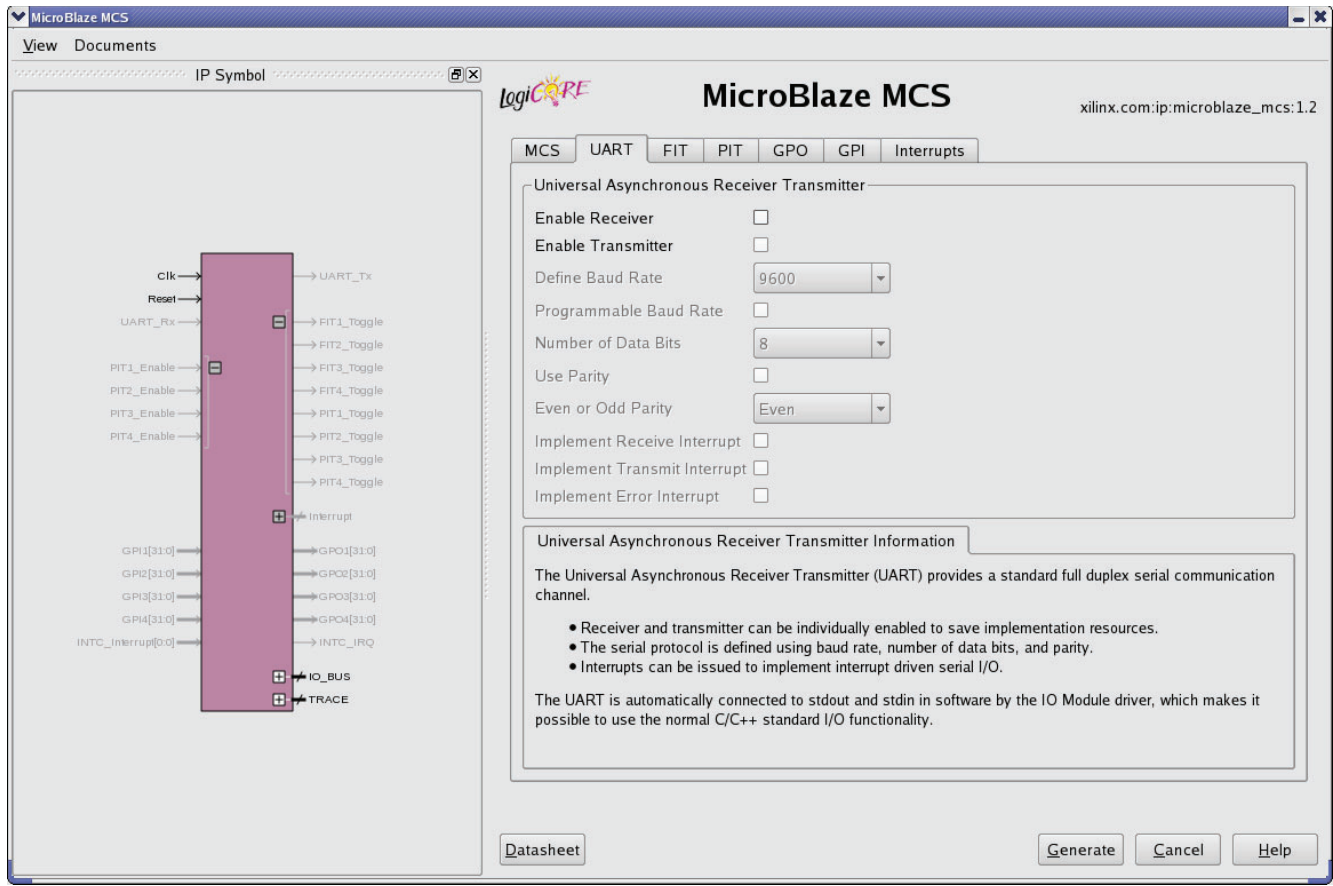 MicroBlaze MCS
View Documents
IP Symbol
Clk
Reset
UART_Rx
PIT1_Enable
PIT2_Enable
PIT3_Enable
PIT4_Enable
GPI1[31:0]
GPI2[31:0]
GPI3[31:0]
GPI4[31:0]
INTC_Interrupt[0:0]
UART_Tx
FIT1_Toggle
FIT2_Toggle
FIT3_Toggle
FIT4_Toggle
PIT1_Toggle
PIT2_Toggle
PIT3_Toggle
PIT4_Toggle
Interrupt
GPO1[31:0]
GPO2[31:0]
GPO3[31:0]
GPO4[31:0]
INTC_IRQ
IO_BUS
TRACE
LogiCORE
MicroBlaze MCS
xilinx.com:ip:microblaze_mcs:1.2
MCS UART FIT PIT GPO GPI Interrupts
Universal Asynchronous Receiver Transmitter
Enable Receiver
Enable Transmitter
Define Baud Rate 9600
Programmable Baud Rate
Number of Data Bits 8
Use Parity
Even or Odd Parity Even
Implement Receive Interrupt
Implement Transmit Interrupt
Implement Error Interrupt
Universal Asynchronous Receiver Transmitter Information
The Universal Asynchronous Receiver Transmitter (UART) provides a standard full duplex serial communication
channel.
• Receiver and transmitter can be individually enabled to save implementation resources.
• The serial protocol is defined using baud rate, number of data bits, and parity.
• Interrupts can be issued to implement interrupt driven serial I/O.
The UART is automatically connected to stdout and stdin in software by the IO Module driver, which makes it
possible to use the normal C/C++ standard I/O functionality.
Datasheet Generate Cancel Help